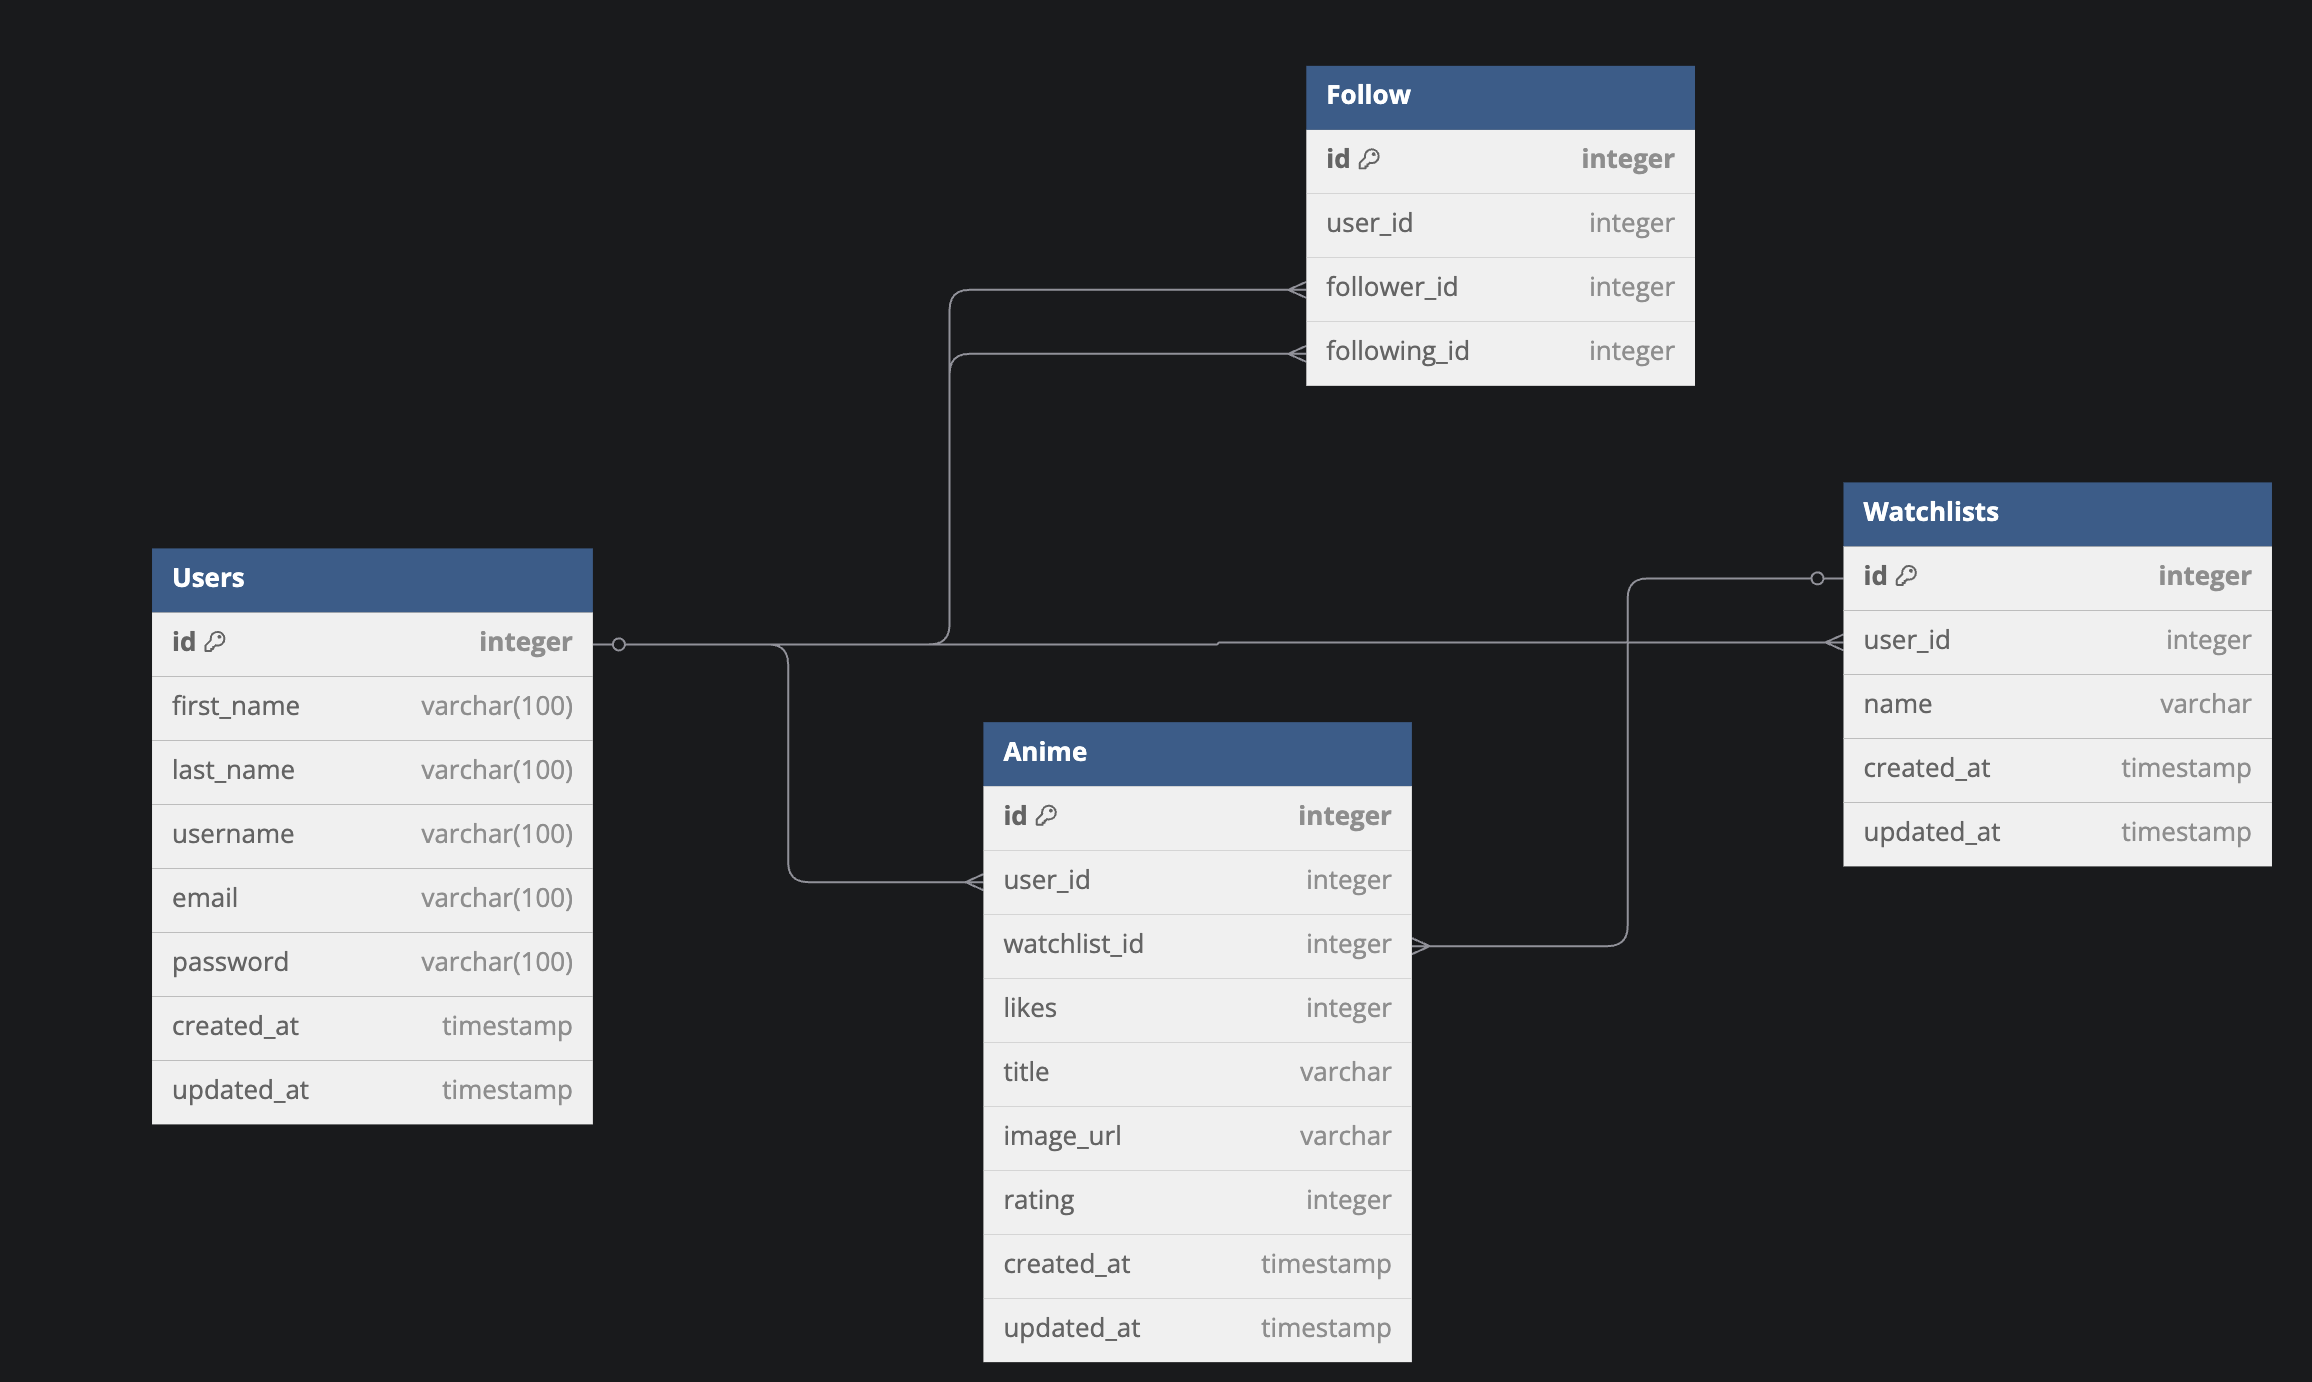 Follow
id integer
user_id integer
follower_id integer
following_id integer
Watchlists
id integer
user_id integer
name varchar
created_at timestamp
updated_at timestamp
Users
id integer
first_name varchar(100)
last_name varchar(100)
username varchar(100)
email varchar(100)
password varchar(100)
created_at timestamp
updated_at timestamp
Anime
id integer
user_id integer
watchlist_id integer
likes integer
title varchar
image_url varchar
rating integer
created_at timestamp
updated_at timestamp